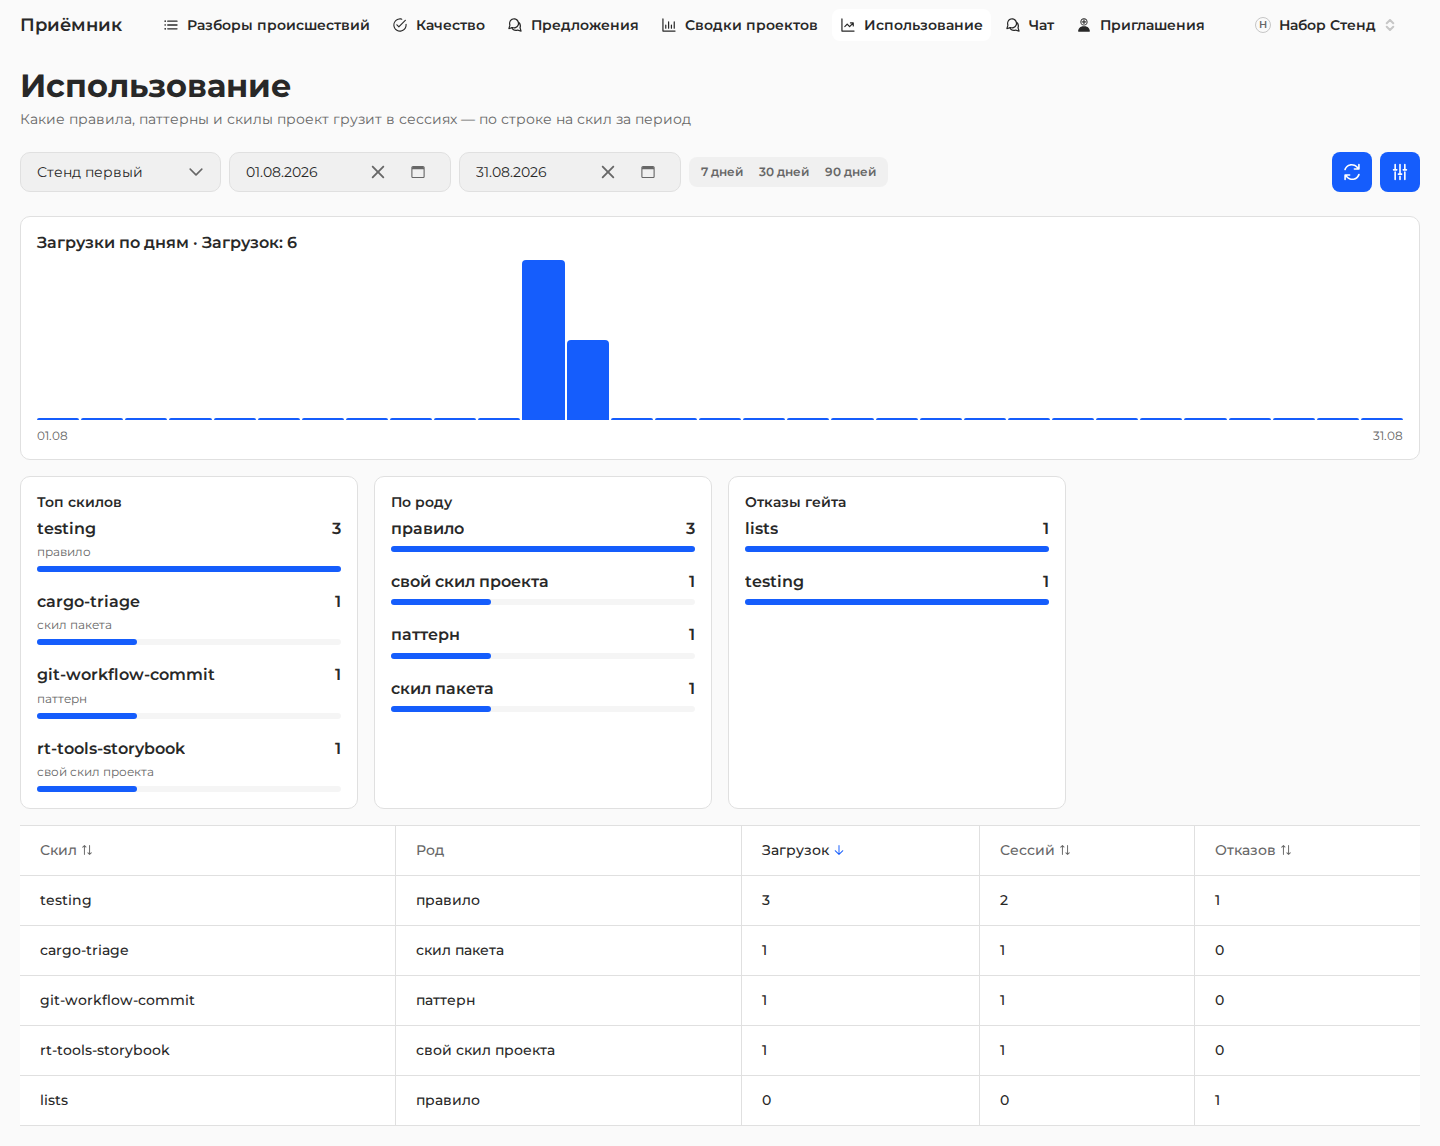 Приёмник
Разборы происшествий
Качество
Предложения
Сводки проектов
Использование
Чат
Приглашения
Н
Набор Стенд
Использование
Какие правила, паттерны и скилы проект грузит в сессиях — по строке на скил за период
Стенд первый
01.08.2026
31.08.2026
7 дней
30 дней
90 дней
Загрузки по дням · Загрузок: 6
01.08
31.08
Топ скилов
testing 3
правило
cargo-triage 1
скил пакета
git-workflow-commit 1
паттерн
rt-tools-storybook 1
свой скил проекта
По роду
правило 3
свой скил проекта 1
паттерн 1
скил пакета 1
Отказы гейта
lists 1
testing 1
Скил Род Загрузок Сессий Отказов
testing правило 3 2 1
cargo-triage скил пакета 1 1 0
git-workflow-commit паттерн 1 1 0
rt-tools-storybook свой скил проекта 1 1 0
lists правило 0 0 1